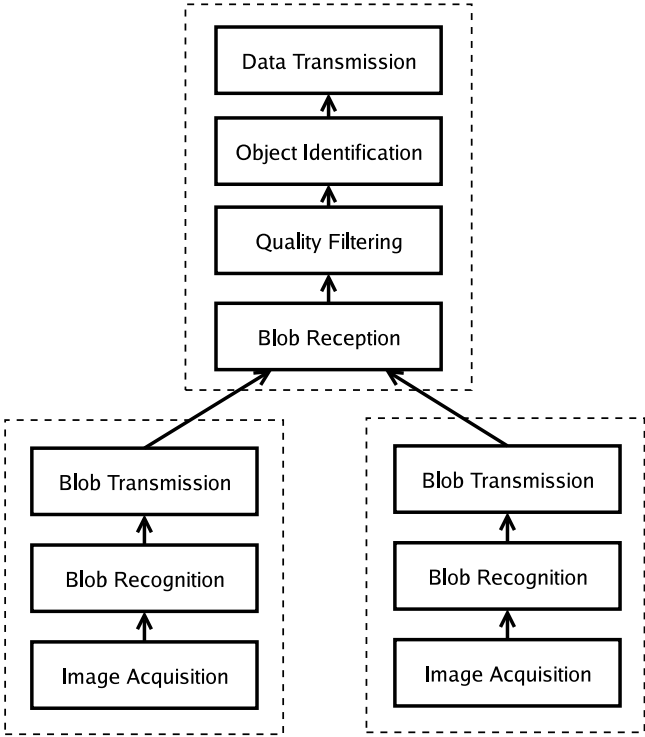 Data Transmission
Object Identification
Quality Filtering
Blob Reception
Blob Transmission
Blob Recognition
Image Acquisition
Blob Transmission
Blob Recognition
Image Acquisition